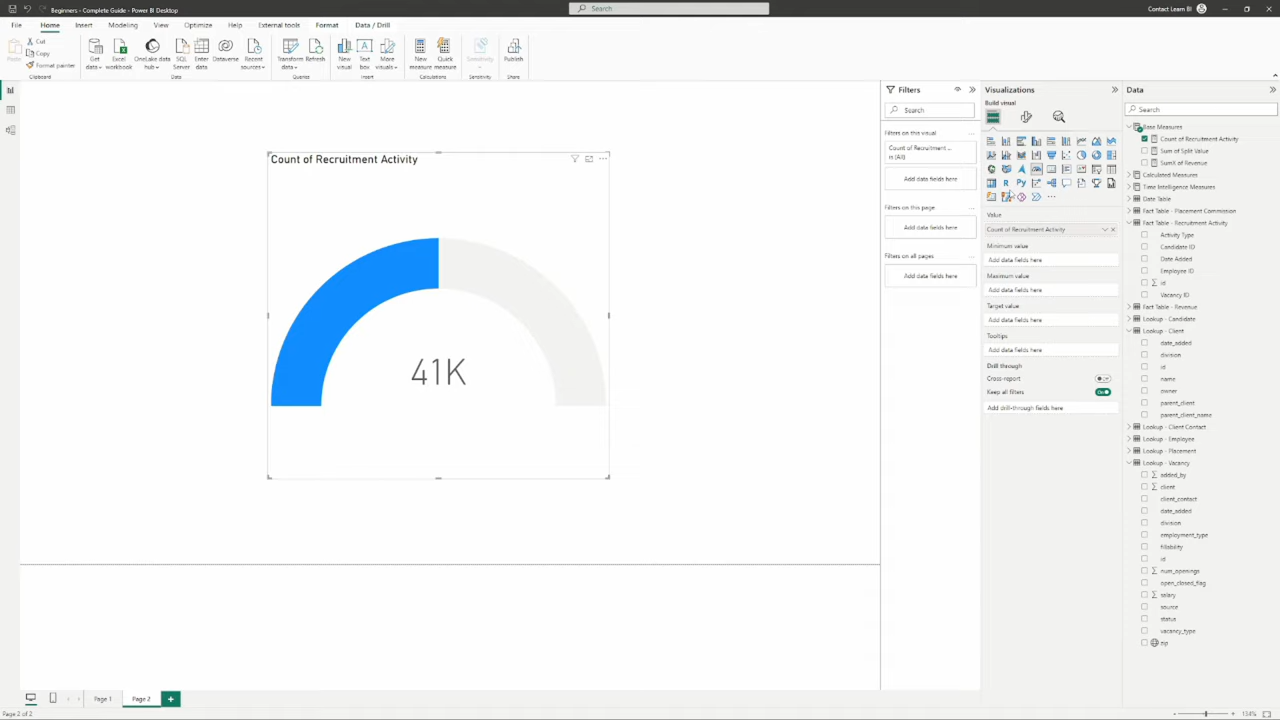 Beginners - Complete Guide - Power BI Desktop
Search
Contact Learn BI
File Home Insert Modeling View Optimize Help External tools Format Data / Drill
Paste
Cut
Copy
Format painter
Clipboard
Get data
Excel workbook
OneLake data hub
SQL Server
Enter data
Dataverse
Recent sources
Data
Transform data
Refresh
Queries
New visual
Text box
More visuals
Insert
New measure
Quick measure
Calculations
Sensitivity
Sensitivity
Publish
Share
Count of Recruitment Activity
41K
Filters
Search
Filters on this visual
Count of Recruitment ...
is (All)
Add data fields here
Filters on this page
Add data fields here
Filters on all pages
Add data fields here
Visualizations
Build visual
Value
Count of Recruitment Activity
Minimum value
Add data fields here
Maximum value
Add data fields here
Target value
Add data fields here
Tooltips
Add data fields here
Drill through
Cross-report
Keep all filters
On
Add drill-through fields here
Data
Search
Base Measures
Count of Recruitment Activity
Sum of Split Value
SumX of Revenue
Calculated Measures
Time Intelligence Measures
Date Table
Fact Table - Placement Commission
Fact Table - Recruitment Activity
Activity Type
Candidate ID
Date Added
Employee ID
id
Vacancy ID
Fact Table - Revenue
Lookup - Candidate
Lookup - Client
date_added
division
id
name
owner
parent_client
parent_client_name
Lookup - Client Contact
Lookup - Employee
Lookup - Placement
Lookup - Vacancy
added_by
client
client_contact
date_added
division
employment_type
fillability
id
num_openings
open_closed_flag
salary
source
status
vacancy_type
zip
Page 1
Page 2
Page 2 of 2
134%